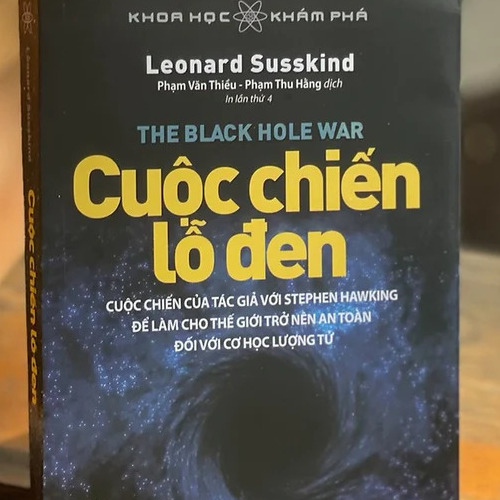 KHOA HỌC KHÁM PHÁ
Leonard Susskind
Phạm Văn Thiều - Phạm Thu Hằng dịch
In lần thứ 4
THE BLACK HOLE WAR
Cuộc chiến
lỗ đen
CUỘC CHIẾN CỦA TÁC GIẢ VỚI STEPHEN HAWKING
ĐỂ LÀM CHO THẾ GIỚI TRỞ NÊN AN TOÀN
ĐỐI VỚI CƠ HỌC LƯỢNG TỬ
Leonard Susskind
Cuộc chiến lỗ đen